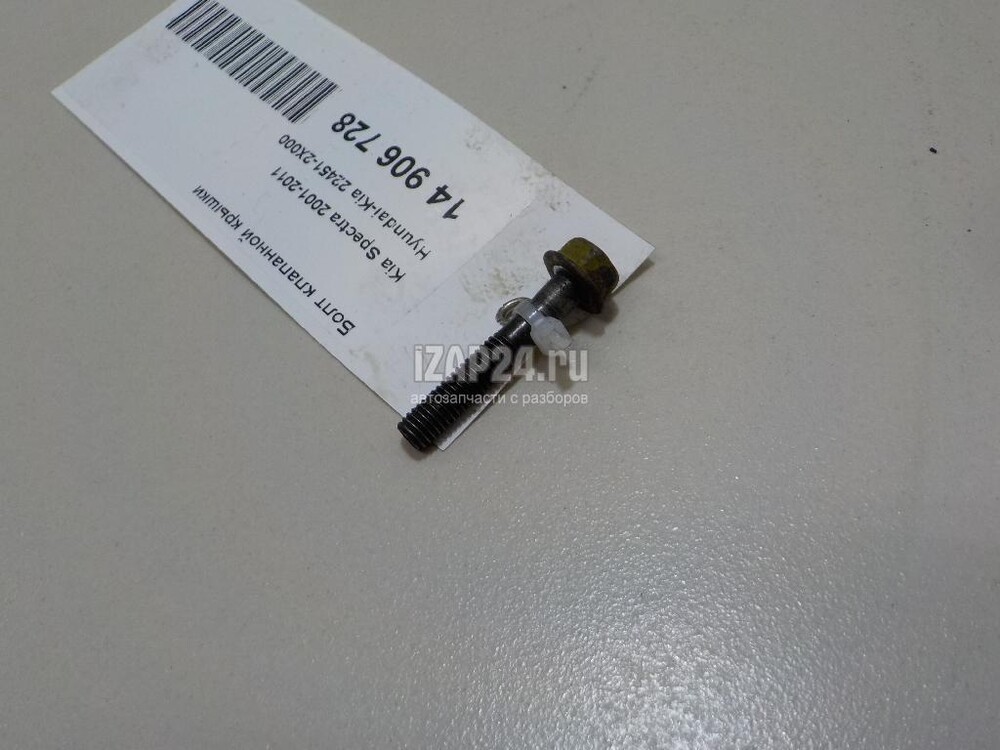 Болт клапанной крышки
Kia Spectra 2001-2011
Hyundai-Kia 22451-2X000
14 906 728
iZAP24.ru
автозапчасти с разборов